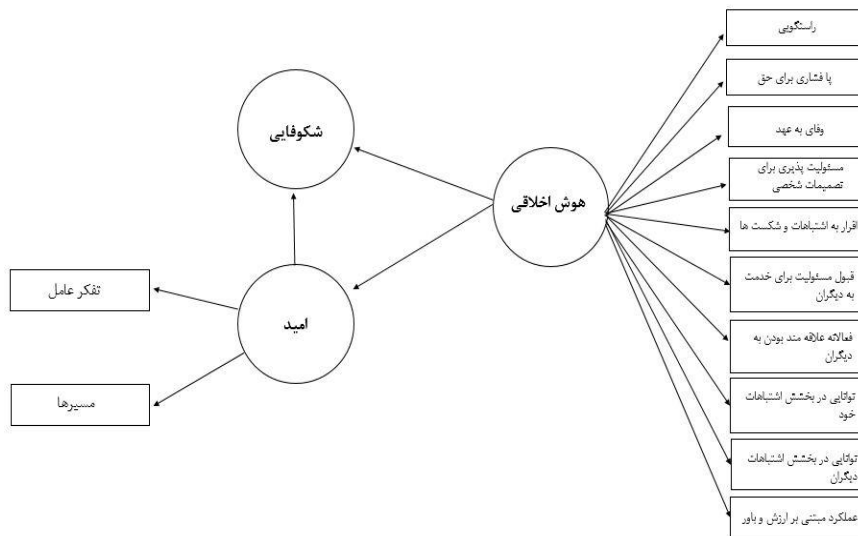 راستگویی
پا فشاری برای حق
وفای به عهد
مسئولیت پذیری برای
تصمیمات شخصی
اقرار به اشتباهات و شکست ها
قبول مسئولیت برای خدمت
به دیگران
فعالانه علاقه مند بودن به
دیگران
توانایی در بخشش اشتباهات
خود
توانایی در بخشش اشتباهات
دیگران
عملکرد مبتنی بر ارزش و باور
هوش اخلاقی
شکوفایی
امید
تفکر عامل
مسیرها